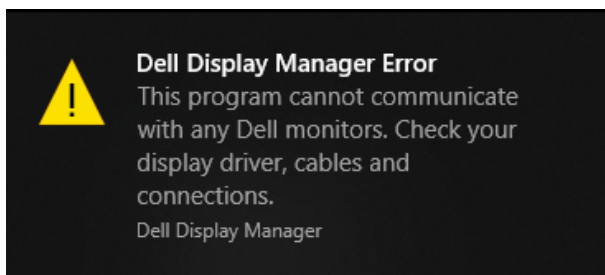 Dell Display Manager Error
This program cannot communicate
with any Dell monitors. Check your
display driver, cables and
connections.
Dell Display Manager